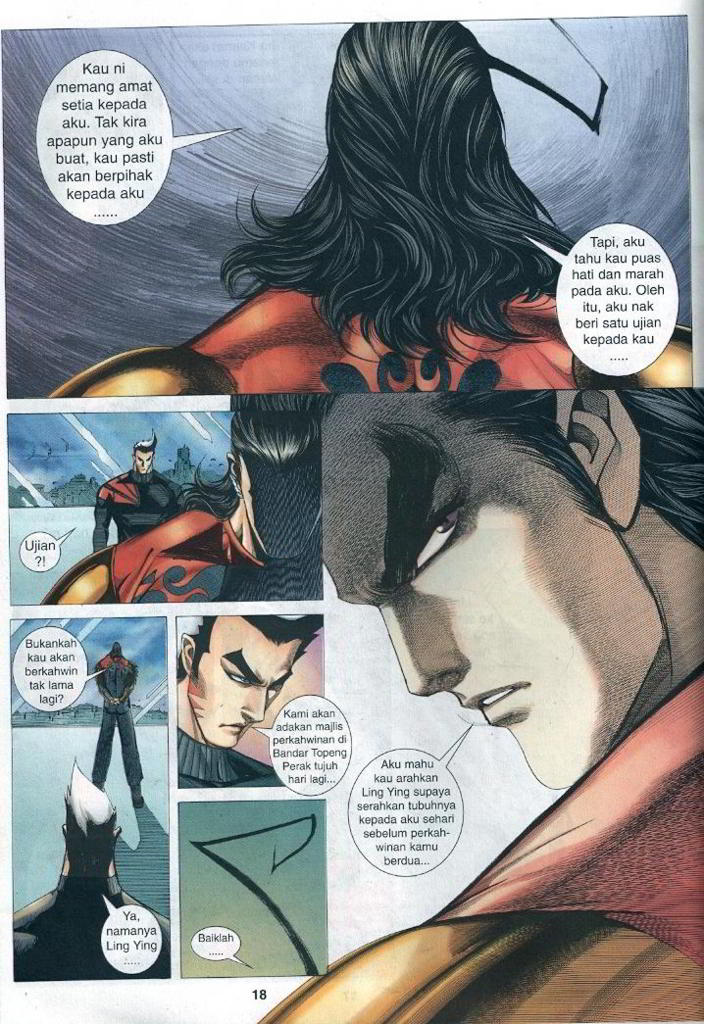 Kau ni
memang amat
setia kepada
aku. Tak kira
apapun yang aku
buat, kau pasti
akan berpihak
kepada aku
......
Tapi, aku
tahu kau puas
hati dan marah
pada aku. Oleh
itu, aku nak
beri satu ujian
kepada kau
.....
Ujian
?!
Bukankah
kau akan
berkahwin
tak lama
lagi?
Ya,
namanya
Ling Ying
.....
Kami akan
adakan majlis
perkahwinan di
Bandar Topeng
Perak tujuh
hari lagi...
Aku mahu
kau arahkan
Ling Ying supaya
serahkan tubuhnya
kepada aku sehari
sebelum perkah-
winan kamu
berdua...
Baiklah
.....
18